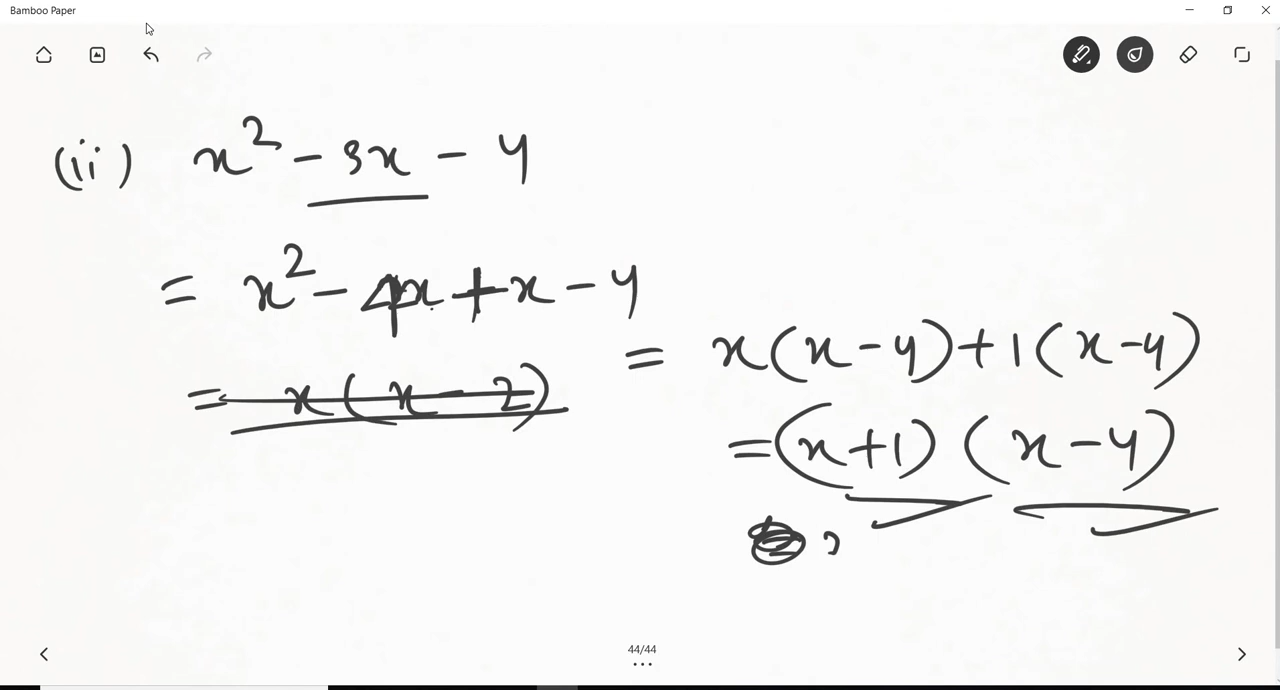 Bamboo Paper
(ii) x² - 3x - 4
= x² - 4x + x - 4
= x(x - 2)
= x(x-4)+1(x-4)
=(x+1)(x-4)
,
44/44